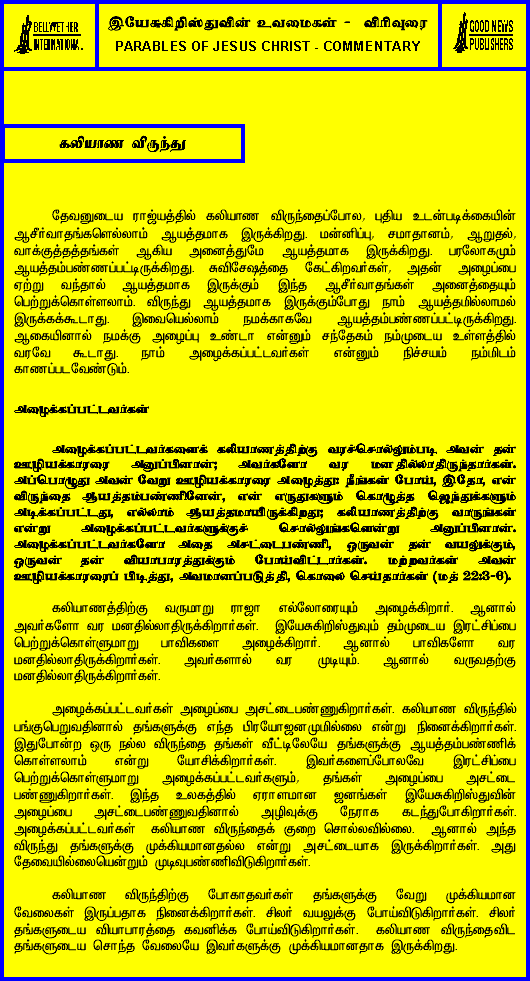 BELLWETHER
INTERNATIONAL
இயேசுகிறிஸ்துவின் உவமைகள் - விரிவுரை
PARABLES OF JESUS CHRIST - COMMENTARY
GOOD NEWS
PUBLISHERS
கலியாண விருந்து
தேவனுடைய ராஜ்யத்தில் கலியாண விருந்தைப்போல, புதிய உடன்படிக்கையின்
ஆசீர்வாதங்களெல்லாம் ஆயத்தமாக இருக்கிறது. மன்னிப்பு, சமாதானம், ஆறுதல்,
வாக்குத்தத்தங்கள் ஆகிய அனைத்துமே ஆயத்தமாக இருக்கிறது. பரலோகமும்
ஆயத்தம்பண்ணப்பட்டிருக்கிறது. சுவிசேஷத்தை கேட்கிறவர்கள், அதன் அழைப்பை
ஏற்று வந்தால் ஆயத்தமாக இருக்கும் இந்த ஆசீர்வாதங்கள் அனைத்தையும்
பெற்றுக்கொள்ளலாம். விருந்து ஆயத்தமாக இருக்கும்போது நாம் ஆயத்தமில்லாமல்
இருக்கக்கூடாது. இவையெல்லாம் நமக்காகவே ஆயத்தம்பண்ணப்பட்டிருக்கிறது.
ஆகையினால் நமக்கு அழைப்பு உண்டா என்னும் சந்தேகம் நம்முடைய உள்ளத்தில்
வரவே கூடாது. நாம் அழைக்கப்பட்டவர்கள் என்னும் நிச்சயம் நம்மிடம்
காணப்படவேண்டும்.
அழைக்கப்பட்டவர்கள்
அழைக்கப்பட்டவர்களைக் கலியாணத்திற்கு வரச்சொல்லும்படி அவன் தன்
ஊழியக்காரரை அனுப்பினான்; அவர்களோ வர மனதில்லாதிருந்தார்கள்.
அப்பொழுது அவன் வேறு ஊழியக்காரரை அழைத்து: நீங்கள் போய், இதோ, என்
விருந்தை ஆயத்தம்பண்ணினேன், என் எருதுகளும் கொழுத்த ஜெந்துக்களும்
அடிக்கப்பட்டது, எல்லாம் ஆயத்தமாயிருக்கிறது; கலியாணத்திற்கு வாருங்கள்
என்று அழைக்கப்பட்டவர்களுக்குச் சொல்லுங்களென்று அனுப்பினான்.
அழைக்கப்பட்டவர்களோ அதை அசட்டைபண்ணி, ஒருவன் தன் வயலுக்கும்,
ஒருவன் தன் வியாபாரத்துக்கும் போய்விட்டார்கள். மற்றவர்கள் அவன்
ஊழியக்காரரைப் பிடித்து, அவமானப்படுத்தி, கொலை செய்தார்கள் (மத் 22:3-6).
கலியாணத்திற்கு வருமாறு ராஜா எல்லோரையும் அழைக்கிறார். ஆனால்
அவர்களோ வர மனதில்லாதிருக்கிறார்கள். இயேசுகிறிஸ்துவும் தம்முடைய இரட்சிப்பை
பெற்றுக்கொள்ளுமாறு பாவிகளை அழைக்கிறார். ஆனால் பாவிகளோ வர
மனதில்லாதிருக்கிறார்கள். அவர்களால் வர முடியும். ஆனால் வருவதற்கு
மனதில்லாதிருக்கிறார்கள்.
அழைக்கப்பட்டவர்கள் அழைப்பை அசட்டைபண்ணுகிறார்கள். கலியாண விருந்தில்
பங்குபெறுவதினால் தங்களுக்கு எந்த பிரயோஜனமுமில்லை என்று நினைக்கிறார்கள்.
இதுபோன்ற ஒரு நல்ல விருந்தை தங்கள் வீட்டிலேயே தங்களுக்கு ஆயத்தம்பண்ணிக்
கொள்ளலாம் என்று யோசிக்கிறார்கள். இவர்களைப்போலவே இரட்சிப்பை
பெற்றுக்கொள்ளுமாறு அழைக்கப்பட்டவர்களும், தங்கள் அழைப்பை அசட்டை
பண்ணுகிறார்கள். இந்த உலகத்தில் ஏராளமான ஜனங்கள் இயேசுகிறிஸ்துவின்
அழைப்பை அசட்டைபண்ணுவதினால் அழிவுக்கு நேராக கடந்துபோகிறார்கள்.
அழைக்கப்பட்டவர்கள் கலியாண விருந்தைக் குறை சொல்லவில்லை. ஆனால் அந்த
விருந்து தங்களுக்கு முக்கியமானதல்ல என்று அசட்டையாக இருக்கிறார்கள். அது
தேவையில்லையென்றும் முடிவுபண்ணிவிடுகிறார்கள்.
கலியாண விருந்திற்கு போகாதவர்கள் தங்களுக்கு வேறு முக்கியமான
வேலைகள் இருப்பதாக நினைக்கிறார்கள். சிலர் வயலுக்கு போய்விடுகிறார்கள். சிலர்
தங்களுடைய வியாபாரத்தை கவனிக்க போய்விடுகிறார்கள். கலியாண விருந்தைவிட
தங்களுடைய சொந்த வேலையே இவர்களுக்கு முக்கியமானதாக இருக்கிறது.